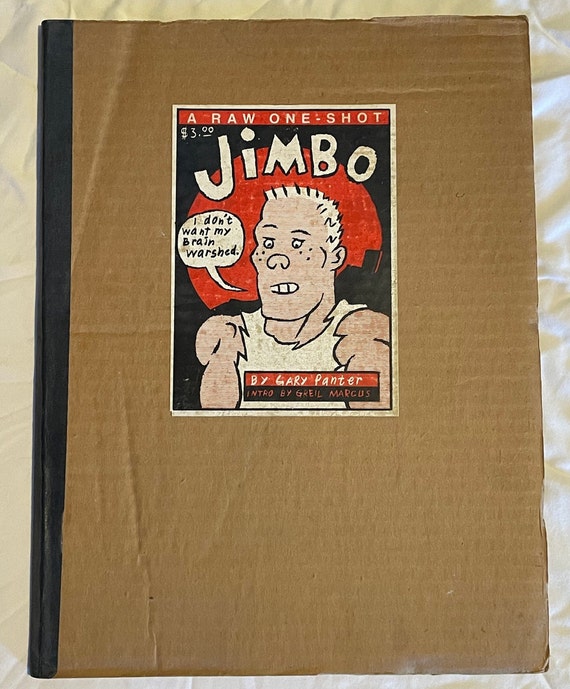 A RAW ONE-SHOT
$3.00
JiMBO
i don't
want my
Brain
warshed.
By GARY PANTER
INTRO BY GREIL MARCUS